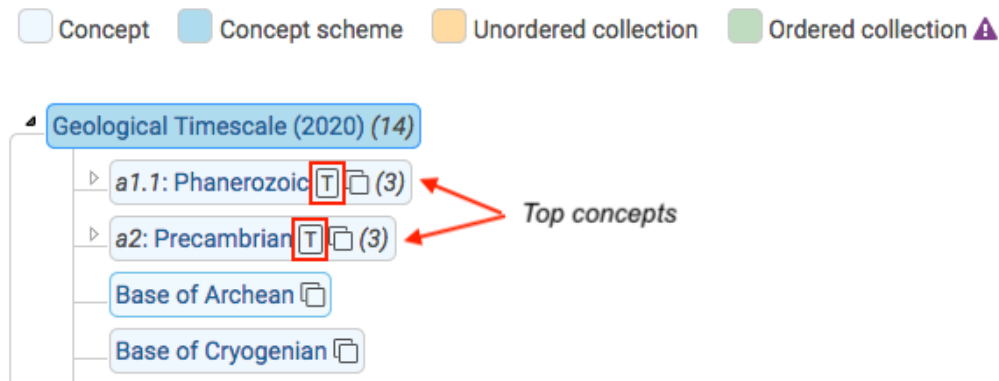 Concept Concept scheme Unordered collection Ordered collection
Geological Timescale (2020) (14)
a1.1: Phanerozoic T (3)
Top concepts
a2: Precambrian T (3)
Base of Archean
Base of Cryogenian